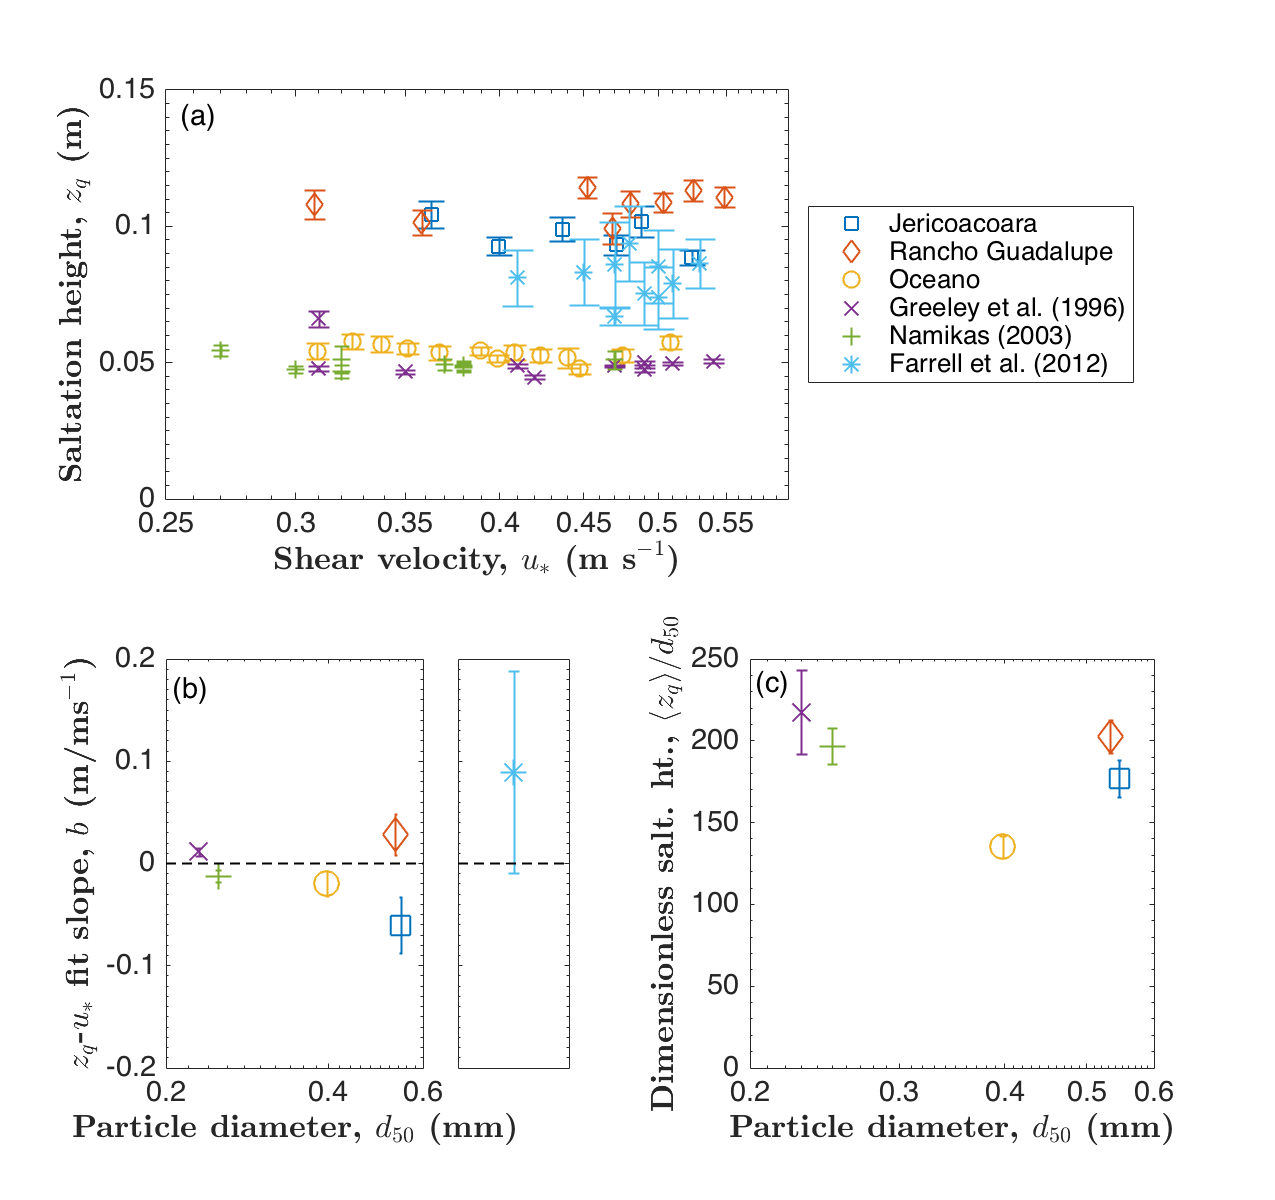 0.15
(a)
0.1
0.05
0
Saltation height, z_q (m)
0.25 0.3 0.35 0.4 0.45 0.5 0.55
Shear velocity, u_* (m s⁻¹)
Jericoacoara
Rancho Guadalupe
Oceano
Greeley et al. (1996)
Namikas (2003)
Farrell et al. (2012)
0.2
(b)
0.1
0
-0.1
-0.2
z_q-u_* fit slope, b (m/ms⁻¹)
0.2 0.4 0.6
Particle diameter, d₅₀ (mm)
250
(c)
200
150
100
50
0
Dimensionless salt. ht., ⟨z_q⟩/d₅₀
0.2 0.3 0.4 0.5 0.6
Particle diameter, d₅₀ (mm)